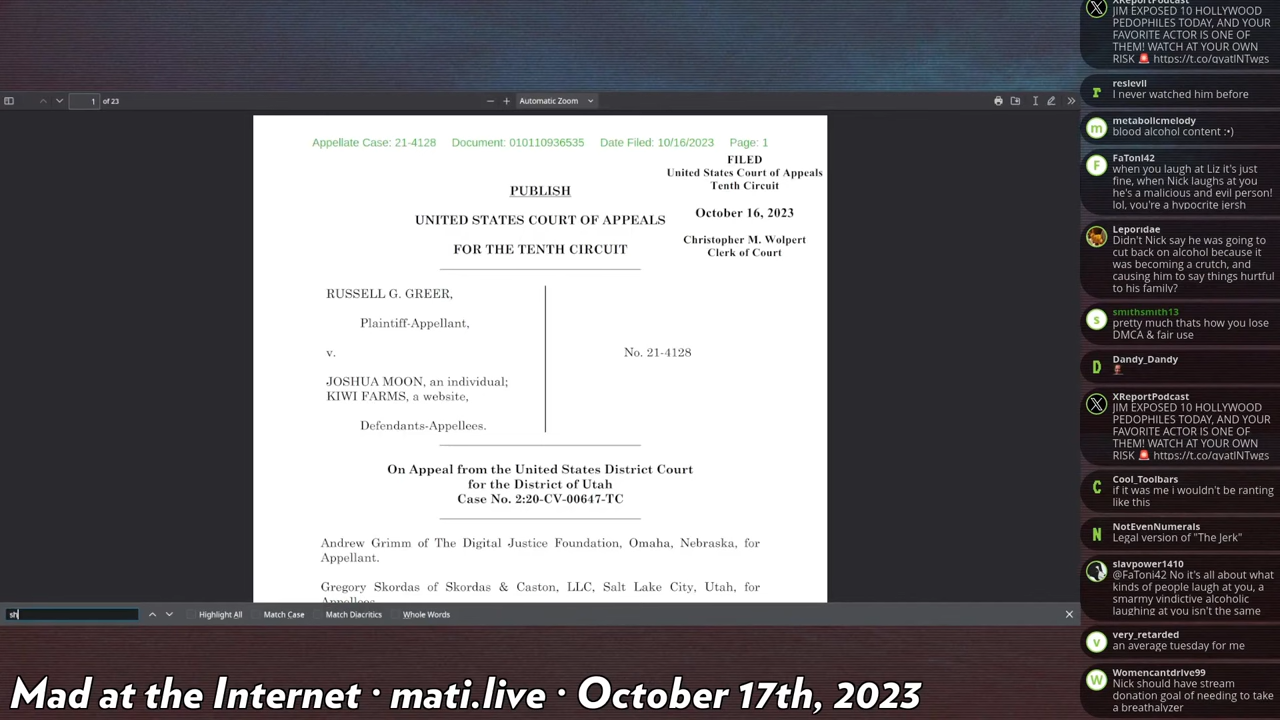 1 of 23
Automatic Zoom
Appellate Case: 21-4128 Document: 010110936535 Date Filed: 10/16/2023 Page: 1
FILED
United States Court of Appeals
Tenth Circuit
October 16, 2023
Christopher M. Wolpert
Clerk of Court
PUBLISH
UNITED STATES COURT OF APPEALS
FOR THE TENTH CIRCUIT
RUSSELL G. GREER,
Plaintiff-Appellant,
v.
JOSHUA MOON, an individual;
KIWI FARMS, a website,
Defendants-Appellees.
No. 21-4128
On Appeal from the United States District Court
for the District of Utah
Case No. 2:20-CV-00647-TC
Andrew Grimm of The Digital Justice Foundation, Omaha, Nebraska, for
Appellant.
Gregory Skordas of Skordas & Caston, LLC, Salt Lake City, Utah, for
Appellees.
sh
Highlight All Match Case Match Diacritics Whole Words
XReportPodcast
JIM EXPOSED 10 HOLLYWOOD
PEDOPHILES TODAY, AND YOUR
FAVORITE ACTOR IS ONE OF
THEM! WATCH AT YOUR OWN
RISK 🚨 https://t.co/qvatlNTwgs
reslevil
I never watched him before
metabolicmelody
blood alcohol content :•)
FaToni42
when you laugh at Liz it's just
fine, when Nick laughs at you
he's a malicious and evil person!
lol, you're a hypocrite jersh
Leporidae
Didn't Nick say he was going to
cut back on alcohol because it
was becoming a crutch, and
causing him to say things hurtful
to his family?
smithsmith13
pretty much thats how you lose
DMCA & fair use
Dandy_Dandy
XReportPodcast
JIM EXPOSED 10 HOLLYWOOD
PEDOPHILES TODAY, AND YOUR
FAVORITE ACTOR IS ONE OF
THEM! WATCH AT YOUR OWN
RISK 🚨 https://t.co/qvatlNTwgs
Cool_Toolbars
if it was me i wouldn't be ranting
like this
NotEvenNumerals
Legal version of "The Jerk"
slavpower1410
@FaToni42 No it's all about what
kinds of people laugh at you, a
smarmy vindictive alcoholic
laughing at you isn't the same
very_retarded
an average tuesday for me
Womencantdrive99
Nick should have stream
donation goal of needing to take
a breathalyzer
Mad at the Internet • mati.live • October 17th, 2023